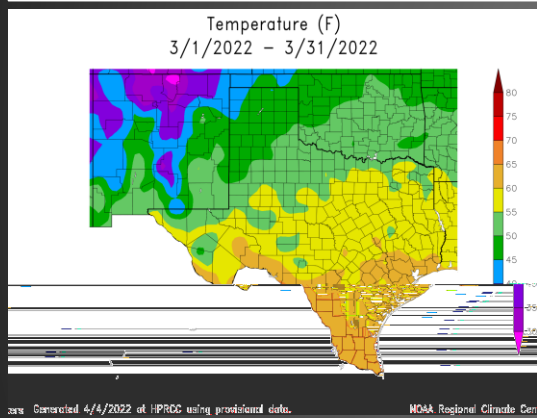 Temperature (F)
3/1/2022 – 3/31/2022
80
75
70
65
60
55
50
45
Generated 4/4/2022 at HPRCC using provisional data.
NOAA Regional Climate Cen